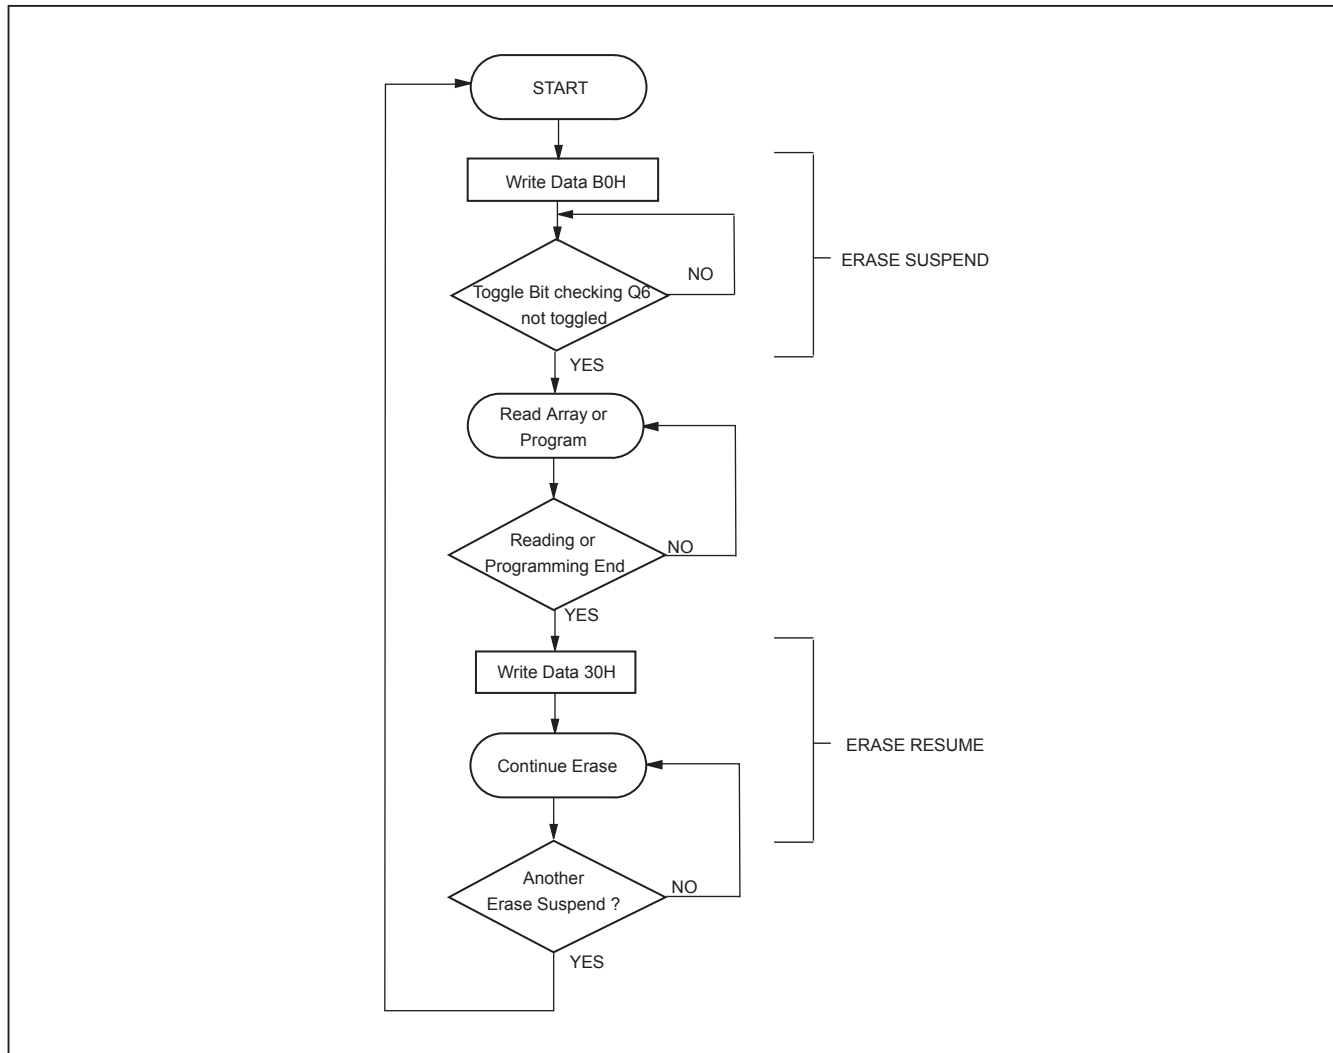 START
Write Data B0H
ERASE SUSPEND
NO
Toggle Bit checking Q6
not toggled
YES
Read Array or
Program
Reading or
Programming End
NO
YES
Write Data 30H
ERASE RESUME
Continue Erase
Another
Erase Suspend ?
NO
YES